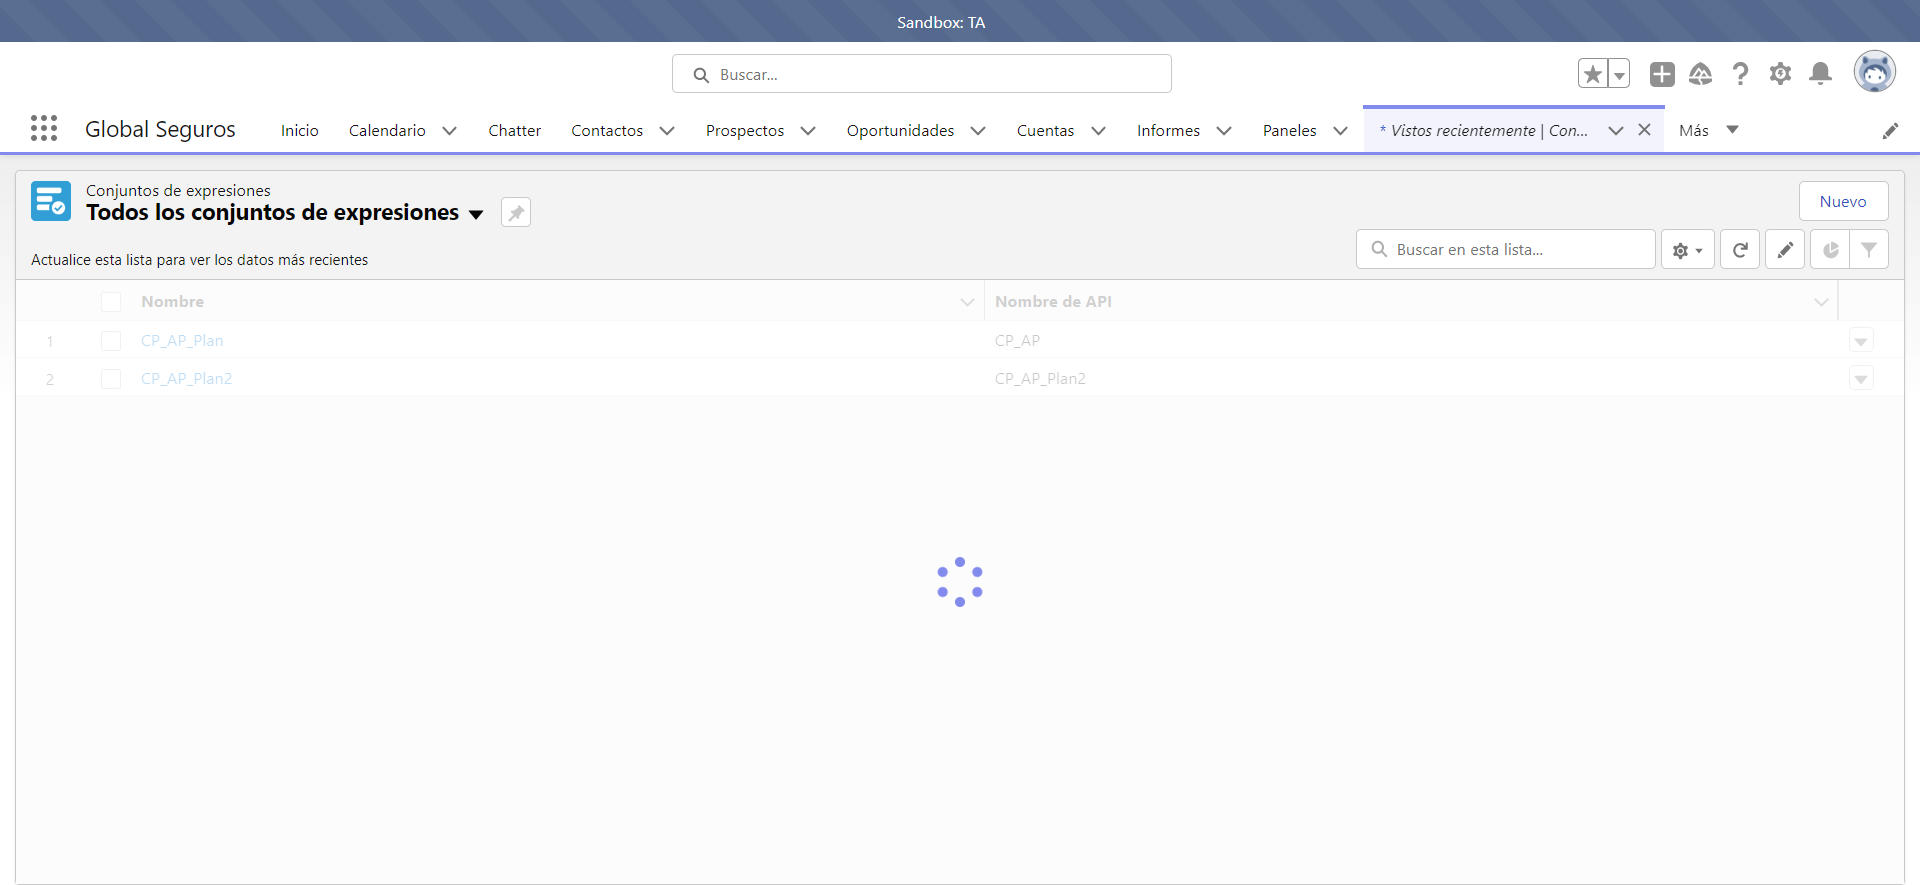 Sandbox: TA
Buscar...
Global Seguros
Inicio
Calendario
Chatter
Contactos
Prospectos
Oportunidades
Cuentas
Informes
Paneles
* Vistos recientemente | Con...
Más
Conjuntos de expresiones
Todos los conjuntos de expresiones
Nuevo
Actualice esta lista para ver los datos más recientes
Buscar en esta lista...
Nombre
Nombre de API
1
CP_AP_Plan
CP_AP
2
CP_AP_Plan2
CP_AP_Plan2